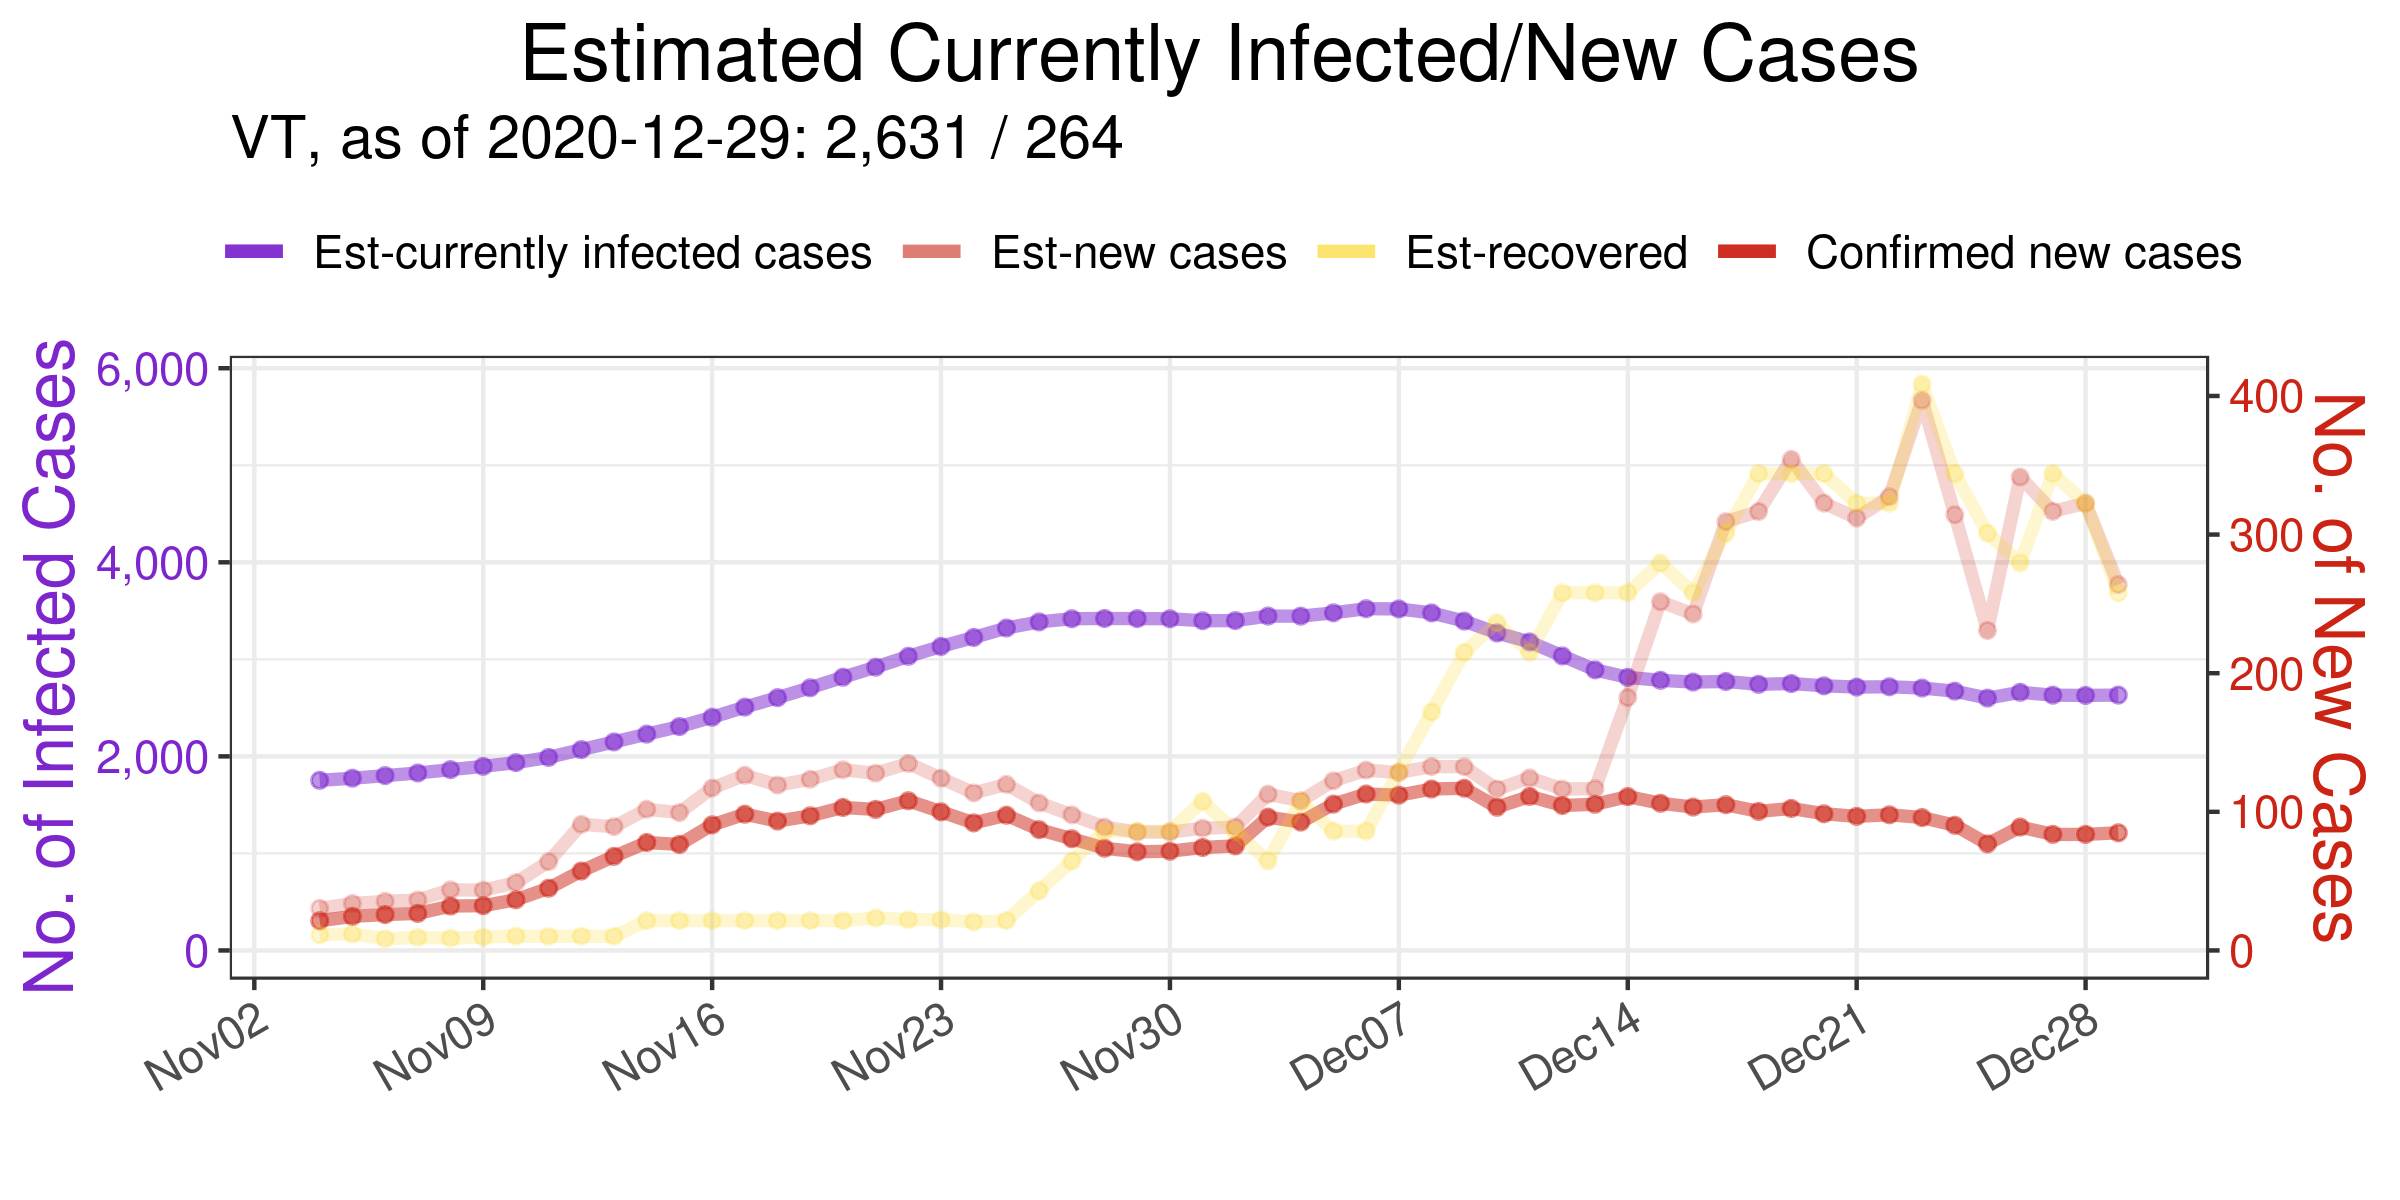 Estimated Currently Infected/New Cases
VT, as of 2020-12-29: 2,631 / 264
Est-currently infected cases Est-new cases Est-recovered Confirmed new cases
No. of Infected Cases
6,000
4,000
2,000
0
400
300
200
100
0
No. of New Cases
Nov02 Nov09 Nov16 Nov23 Nov30 Dec07 Dec14 Dec21 Dec28